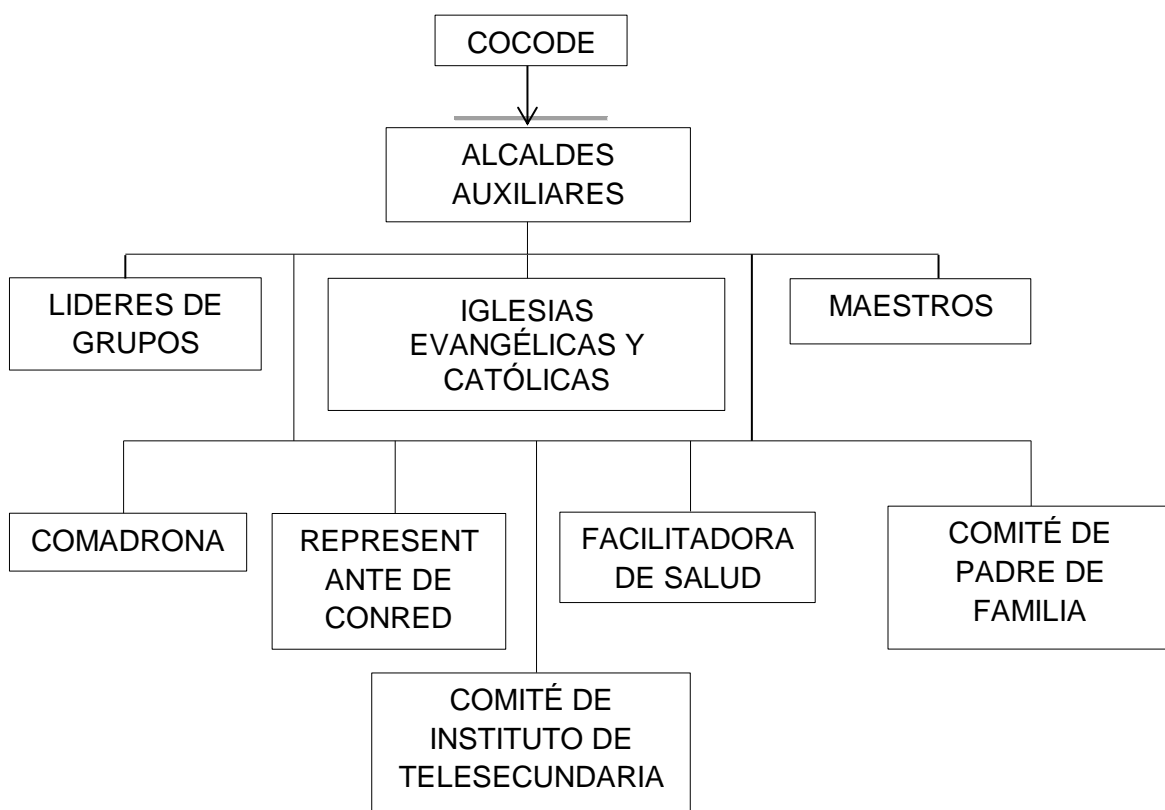 COCODE
ALCALDES
AUXILIARES
LIDERES DE
GRUPOS
IGLESIAS
EVANGÉLICAS Y
CATÓLICAS
MAESTROS
COMADRONA
REPRESENT
ANTE DE
CONRED
FACILITADORA
DE SALUD
COMITÉ DE
PADRE DE
FAMILIA
COMITÉ DE
INSTITUTO DE
TELESECUNDARIA